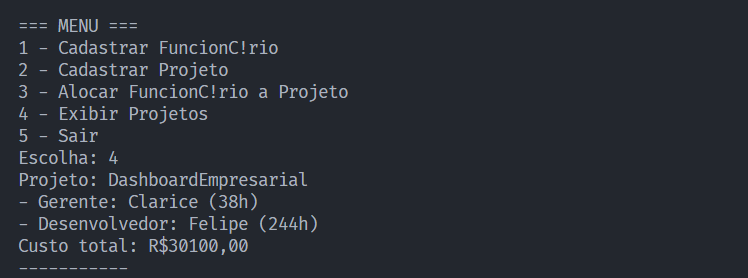 === MENU ===
1 - Cadastrar FuncionC!rio
2 - Cadastrar Projeto
3 - Alocar FuncionC!rio a Projeto
4 - Exibir Projetos
5 - Sair
Escolha: 4
Projeto: DashboardEmpresarial
- Gerente: Clarice (38h)
- Desenvolvedor: Felipe (244h)
Custo total: R$30100,00
-----------